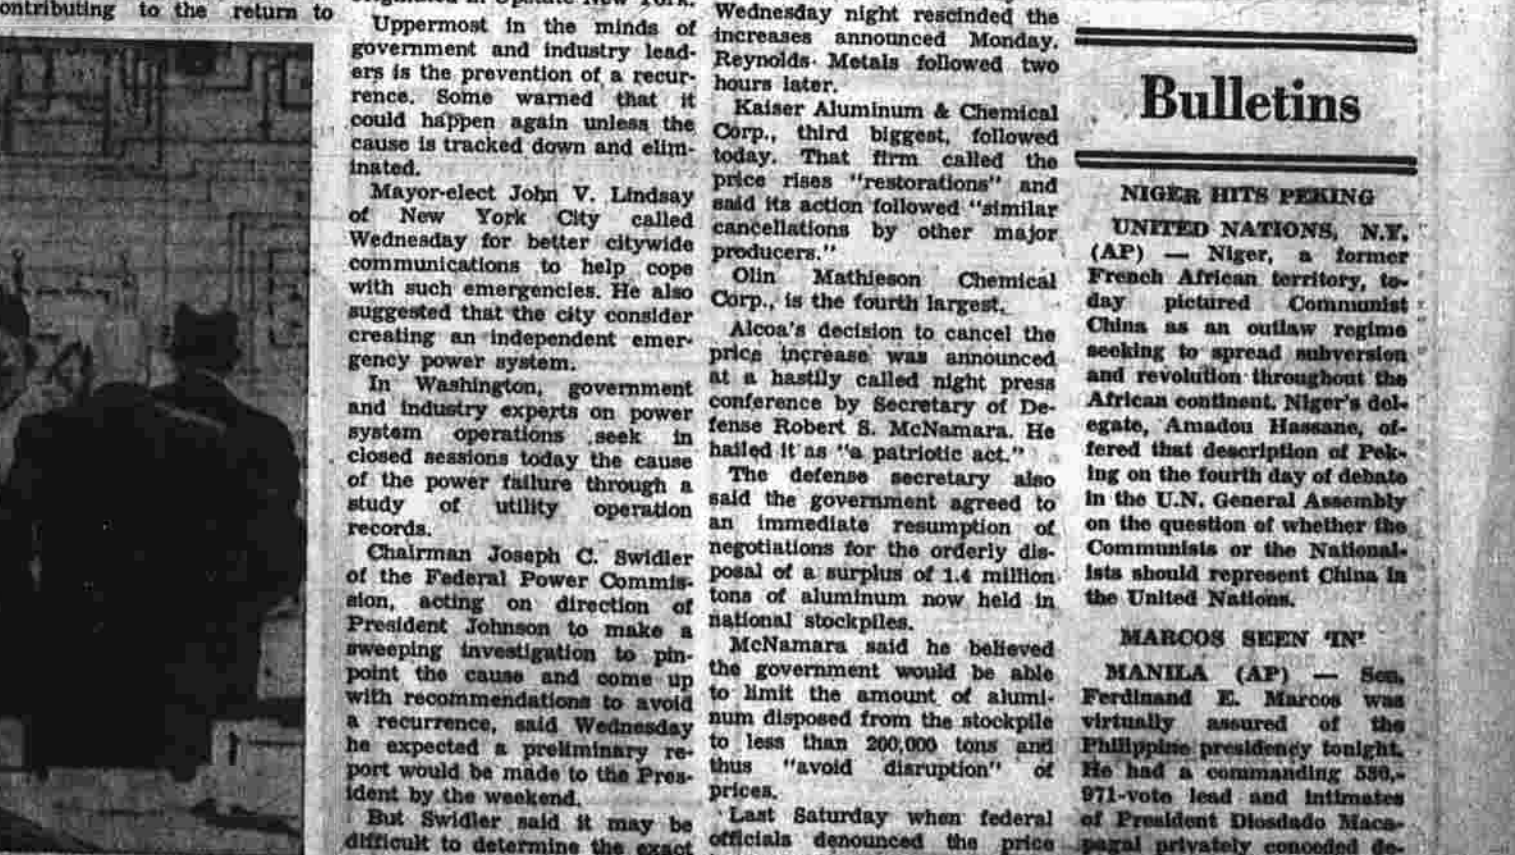 ontributing to the return to
Uppermost in the minds of
government and industry lead-
ers is the prevention of a recur-
rence. Some warned that it
could happen again unless the
cause is tracked down and elim-
inated.
Mayor-elect John V. Lindsay
of New York City called
Wednesday for better citywide
communications to help cope
with such emergencies. He also
suggested that the city consider
creating an independent emer-
gency power system.
In Washington, government
and industry experts on power
system operations seek in
closed sessions today the cause
of the power failure through a
study of utility operation
records.
Chairman Joseph C. Swidler
of the Federal Power Commis-
sion, acting on direction of
President Johnson to make a
sweeping investigation to pin-
point the cause and come up
with recommendations to avoid
a recurrence, said Wednesday
he expected a preliminary re-
port would be made to the Pres-
ident by the weekend.
But Swidler said it may be
difficult to determine the exact
Wednesday night rescinded the
increases announced Monday.
Reynolds Metals followed two
hours later.
Kaiser Aluminum & Chemical
Corp., third biggest, followed
today. That firm called the
price rises "restorations" and
said its action followed "similar
cancellations by other major
producers."
Olin Mathieson Chemical
Corp., is the fourth largest.
Alcoa's decision to cancel the
price increase was announced
at a hastily called night press
conference by Secretary of De-
fense Robert S. McNamara. He
hailed it as "a patriotic act."
The defense secretary also
said the government agreed to
an immediate resumption of
negotiations for the orderly dis-
posal of a surplus of 1.4 million
tons of aluminum now held in
national stockpiles.
McNamara said he believed
the government would be able
to limit the amount of alumi-
num disposed from the stockpile
to less than 200,000 tons and
thus "avoid disruption" of
prices.
Last Saturday when federal
officials denounced the price
Bulletins
NIGER HITS PEKING
UNITED NATIONS, N.Y.
(AP) — Niger, a former
French African territory, to-
day pictured Communist
China as an outlaw regime
seeking to spread subversion
and revolution throughout the
African continent. Niger's del-
egate, Amadou Hassane, of-
fered that description of Pek-
ing on the fourth day of debate
in the U.N. General Assembly
on the question of whether the
Communists or the National-
ists should represent China in
the United Nations.
MARCOS SEEN 'IN'
MANILA (AP) — Sen.
Ferdinand E. Marcos was
virtually assured of the
Philippine presidency tonight.
He had a commanding
971-vote lead and intimates
of President Diosdado Maca-
pagal privately conceded de-